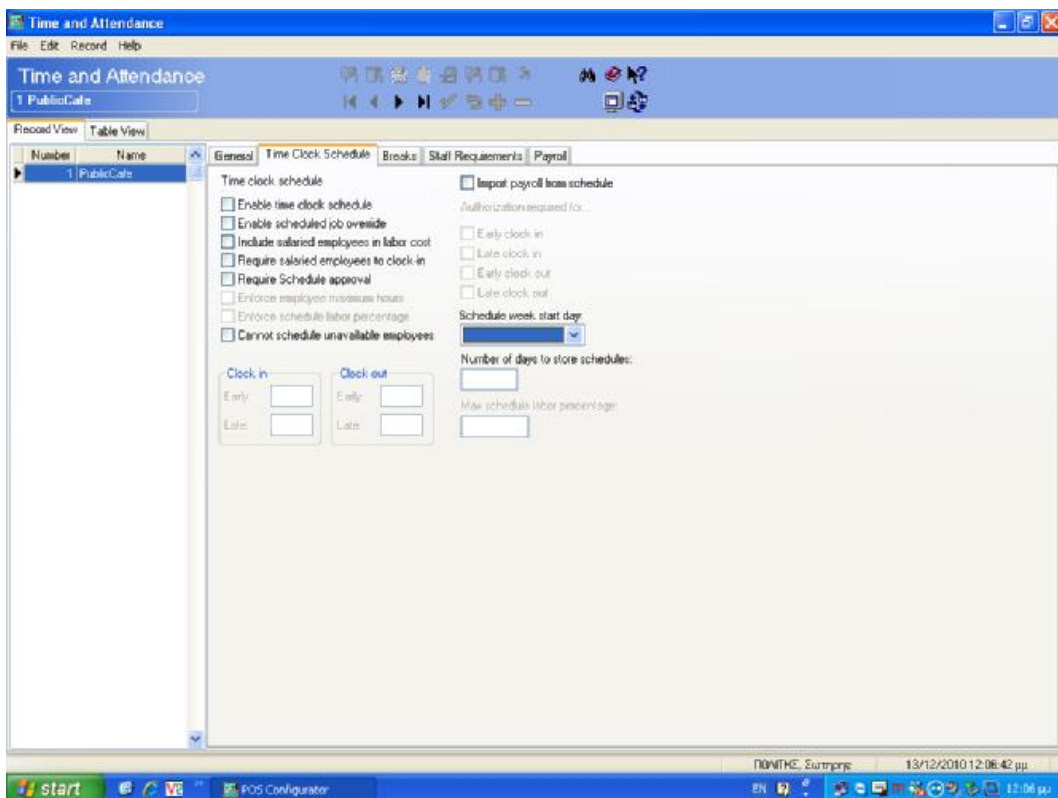 Time and Attendance
File Edit Record Help
Time and Attendance
1 PublicCafe
Record View Table View
Number Name
1 PublicCafe
General Time Clock Schedule Breaks Staff Requirements Payroll
Time clock schedule
Enable time clock schedule
Enable scheduled job override
Include salaried employees in labor cost
Require salaried employees to clock-in
Require Schedule approval
Enforce employee maximum hours
Enforce schedule labor percentage
Cannot schedule unavailable employees
Clock in
Early:
Late:
Clock out
Early:
Late:
Import payroll from schedule
Authorization required for...
Early clock in
Late clock in
Early clock out
Late clock out
Schedule week start day:
Number of days to store schedules:
Max schedule labor percentage:
13/12/2010 12:06:42 μμ
start
POS Configurator
EN
12:06 μμ